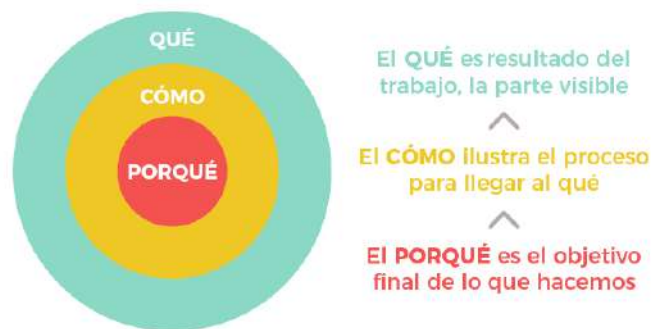 QUÉ
CÓMO
PORQUÉ
El QUÉ es resultado del
trabajo, la parte visible
El CÓMO ilustra el proceso
para llegar al qué
El PORQUÉ es el objetivo
final de lo que hacemos